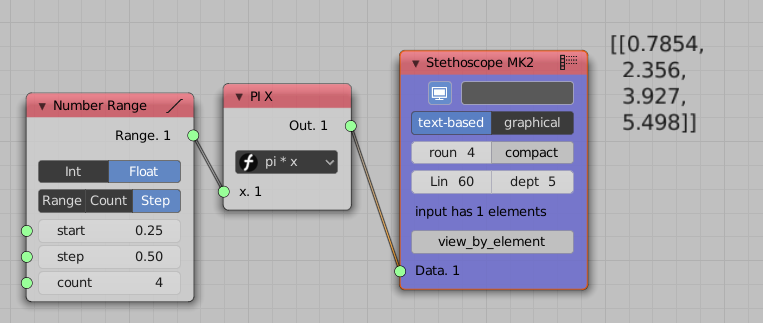 Number Range
Range. 1
Int
Float
Range
Count
Step
start 0.25
step 0.50
count 4
PI X
Out. 1
pi * x
x. 1
Stethoscope MK2
text-based
graphical
roun 4
compact
Lin 60
dept 5
input has 1 elements
view_by_element
Data. 1
[[0.7854,
2.356,
3.927,
5.498]]